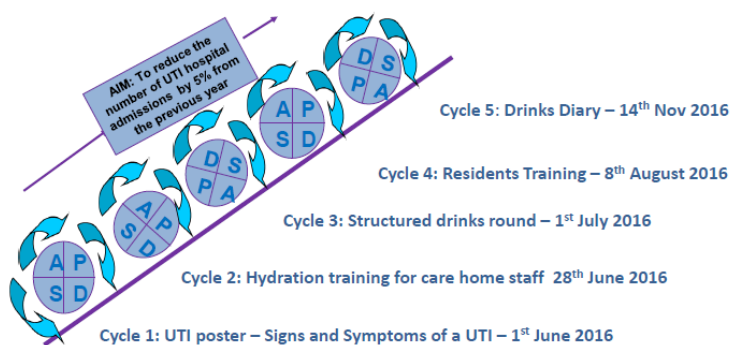 AIM: To reduce the
number of UTI hospital
admissions by 5% from
the previous year
D S
P A
Cycle 5: Drinks Diary – 14th Nov 2016
A P
S D
Cycle 4: Residents Training – 8th August 2016
D S
P A
Cycle 3: Structured drinks round – 1st July 2016
A P
S D
Cycle 2: Hydration training for care home staff 28th June 2016
A P
S D
Cycle 1: UTI poster – Signs and Symptoms of a UTI – 1st June 2016